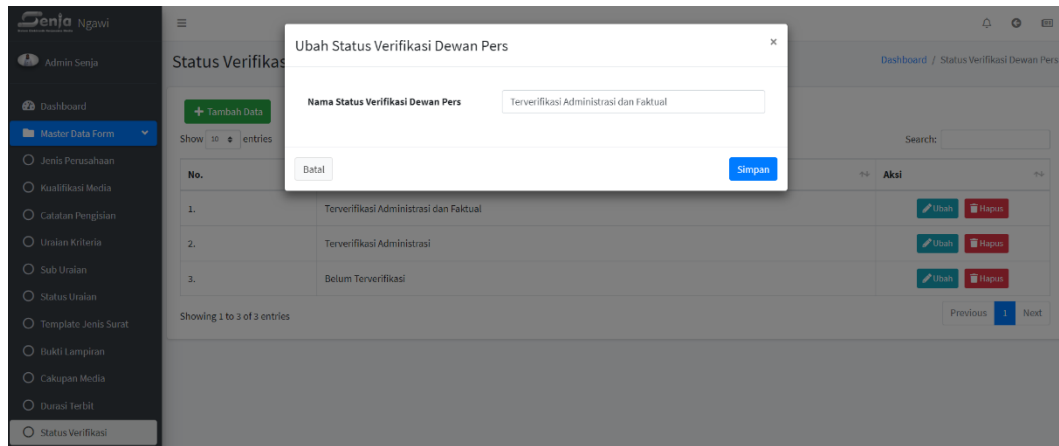 Senja Ngawi
Admin Senja
Dashboard
Master Data Form
Jenis Perusahaan
Kualifikasi Media
Catatan Pengisian
Uraian Kriteria
Sub Uraian
Status Uraian
Template Jenis Surat
Bukti Lampiran
Cakupan Media
Durasi Terbit
Status Verifikasi
Status Verifikas
Dashboard / Status Verifikasi Dewan Pers
Ubah Status Verifikasi Dewan Pers ×
Nama Status Verifikasi Dewan Pers Terverifikasi Administrasi dan Faktual
Batal Simpan
+ Tambah Data
Show 10 entries Search:
No. Aksi
1. Terverifikasi Administrasi dan Faktual Ubah Hapus
2. Terverifikasi Administrasi Ubah Hapus
3. Belum Terverifikasi Ubah Hapus
Showing 1 to 3 of 3 entries Previous 1 Next